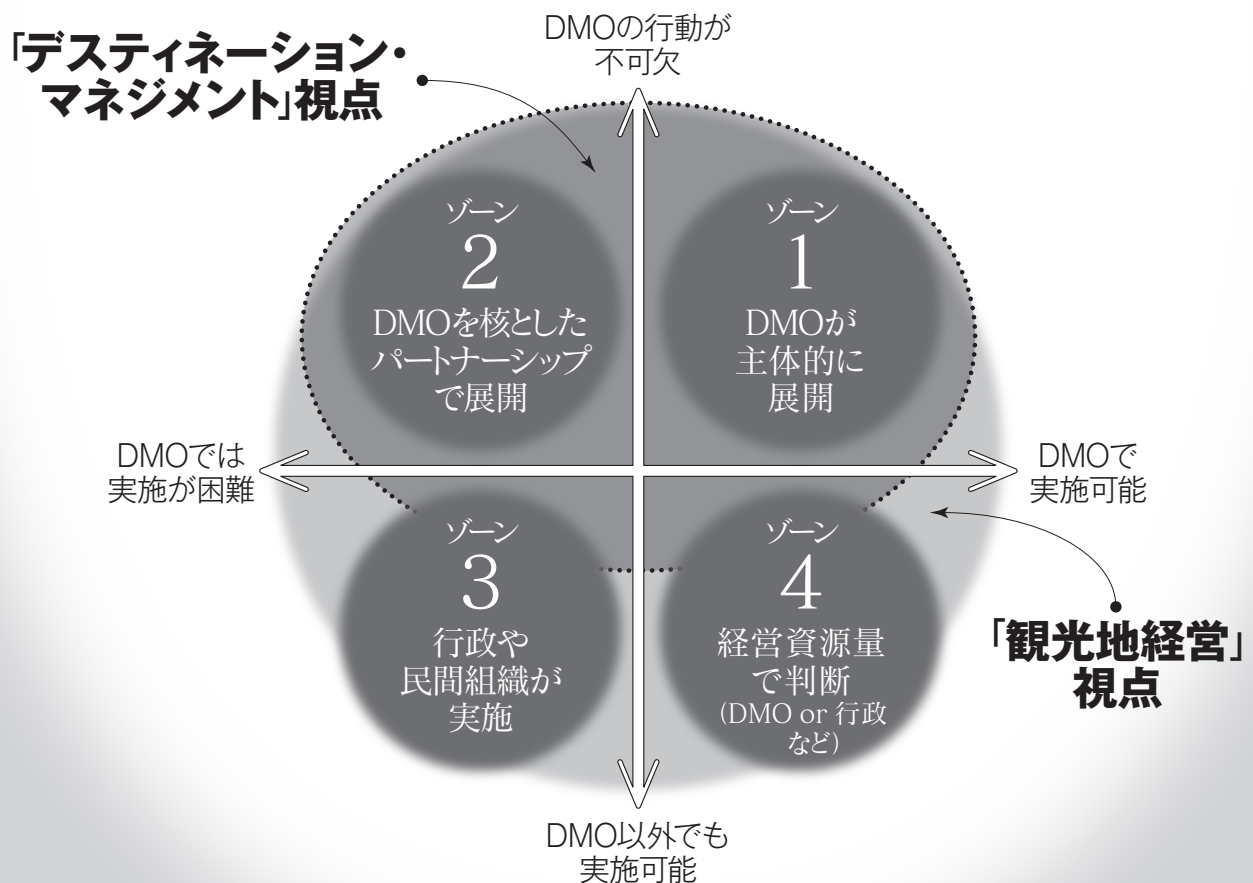 DMOの行動が
不可欠
「デスティネーション・
マネジメント」視点
ゾーン
2
DMOを核とした
パートナーシップ
で展開
ゾーン
1
DMOが
主体的に
展開
DMOでは
実施が困難
DMOで
実施可能
ゾーン
3
行政や
民間組織が
実施
ゾーン
4
経営資源量
で判断
(DMO or 行政
など)
「観光地経営」
視点
DMO以外でも
実施可能